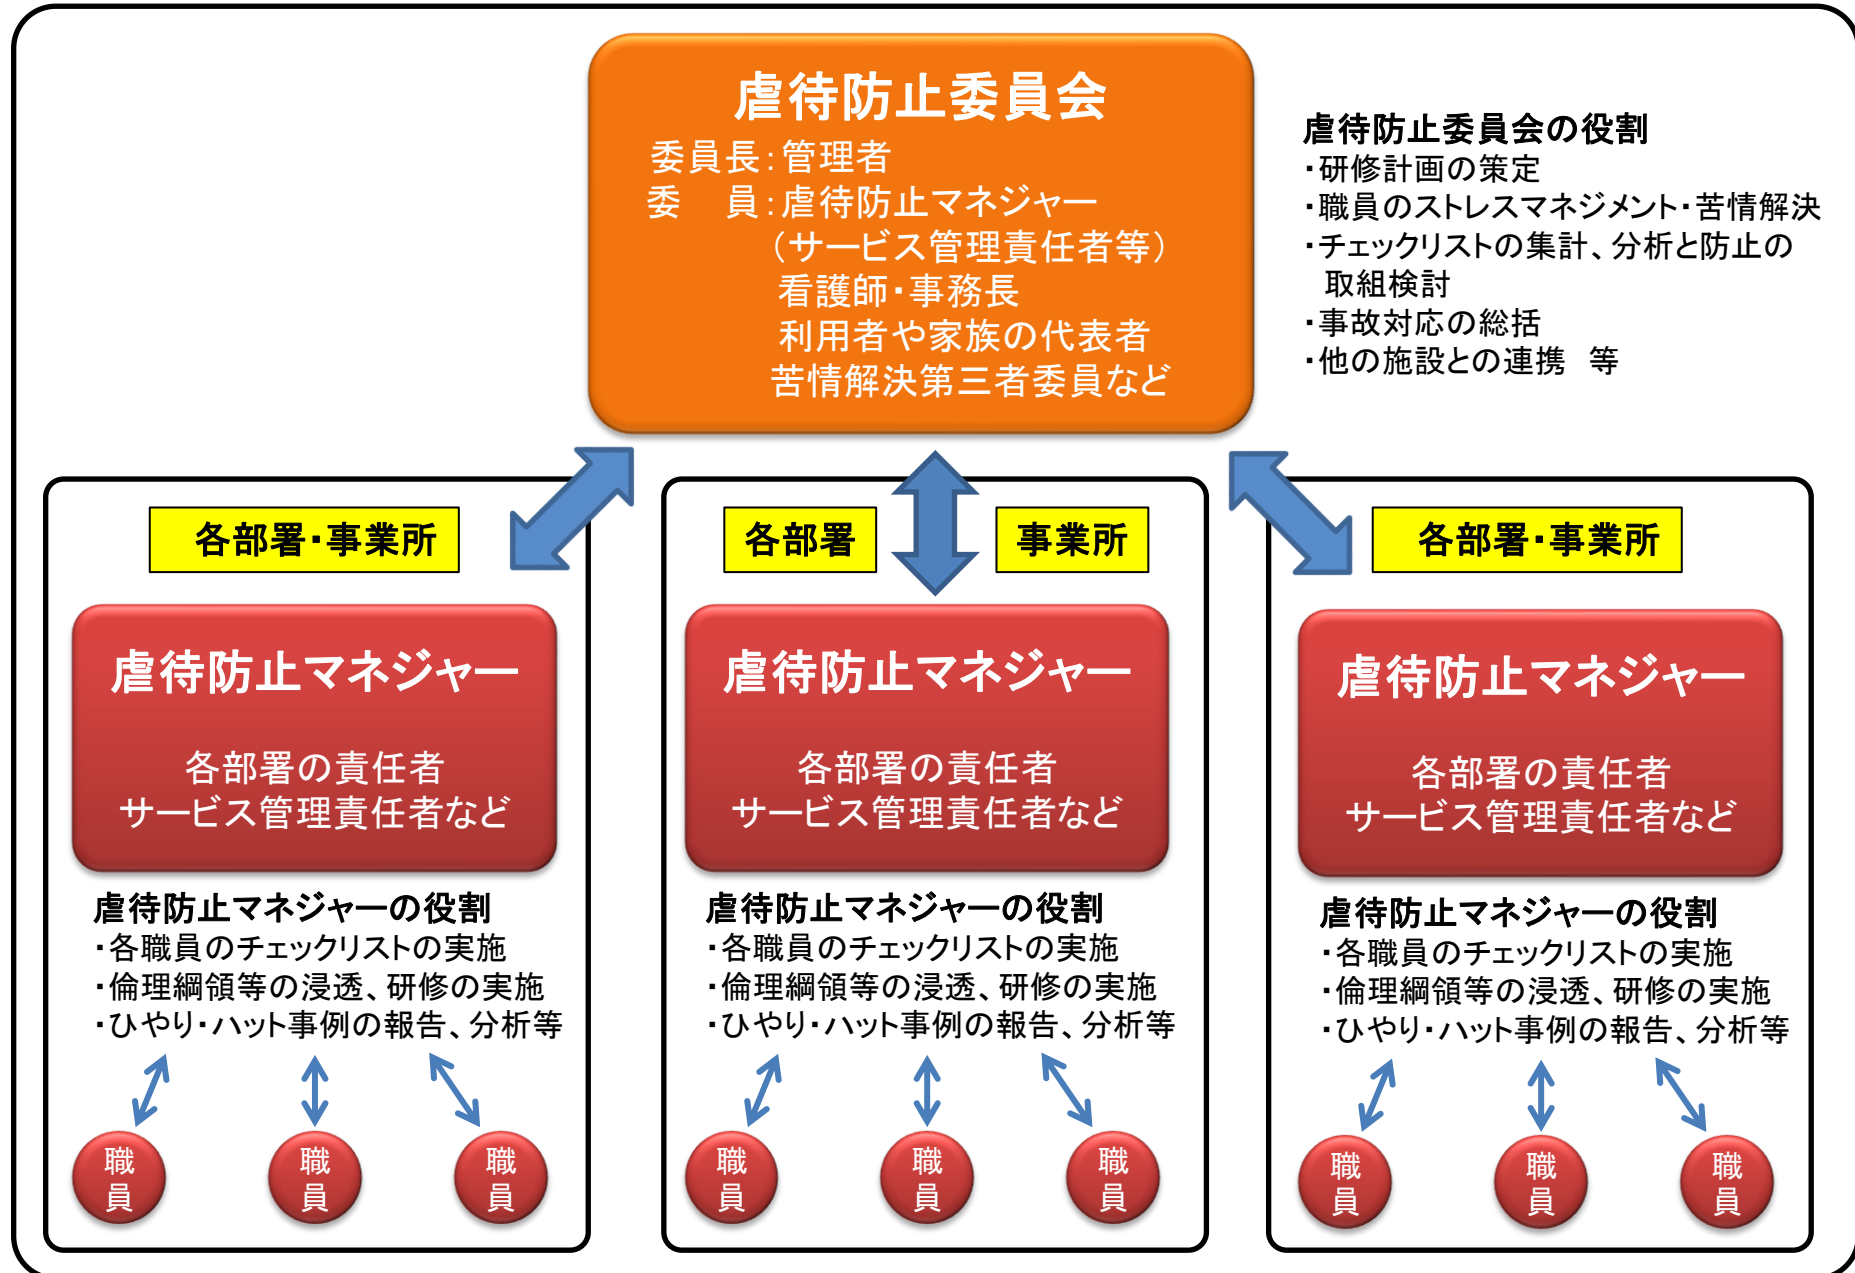 虐待防止委員会
委員長：管理者
委　員：虐待防止マネジャー
（サービス管理責任者等）
看護師・事務長
利用者や家族の代表者
苦情解決第三者委員など
虐待防止委員会の役割
・研修計画の策定
・職員のストレスマネジメント・苦情解決
・チェックリストの集計、分析と防止の
取組検討
・事故対応の総括
・他の施設との連携　等
各部署・事業所
虐待防止マネジャー
各部署の責任者
サービス管理責任者など
虐待防止マネジャーの役割
・各職員のチェックリストの実施
・倫理綱領等の浸透、研修の実施
・ひやり・ハット事例の報告、分析等
職員
職員
職員
各部署
事業所
虐待防止マネジャー
各部署の責任者
サービス管理責任者など
虐待防止マネジャーの役割
・各職員のチェックリストの実施
・倫理綱領等の浸透、研修の実施
・ひやり・ハット事例の報告、分析等
職員
職員
職員
各部署・事業所
虐待防止マネジャー
各部署の責任者
サービス管理責任者など
虐待防止マネジャーの役割
・各職員のチェックリストの実施
・倫理綱領等の浸透、研修の実施
・ひやり・ハット事例の報告、分析等
職員
職員
職員